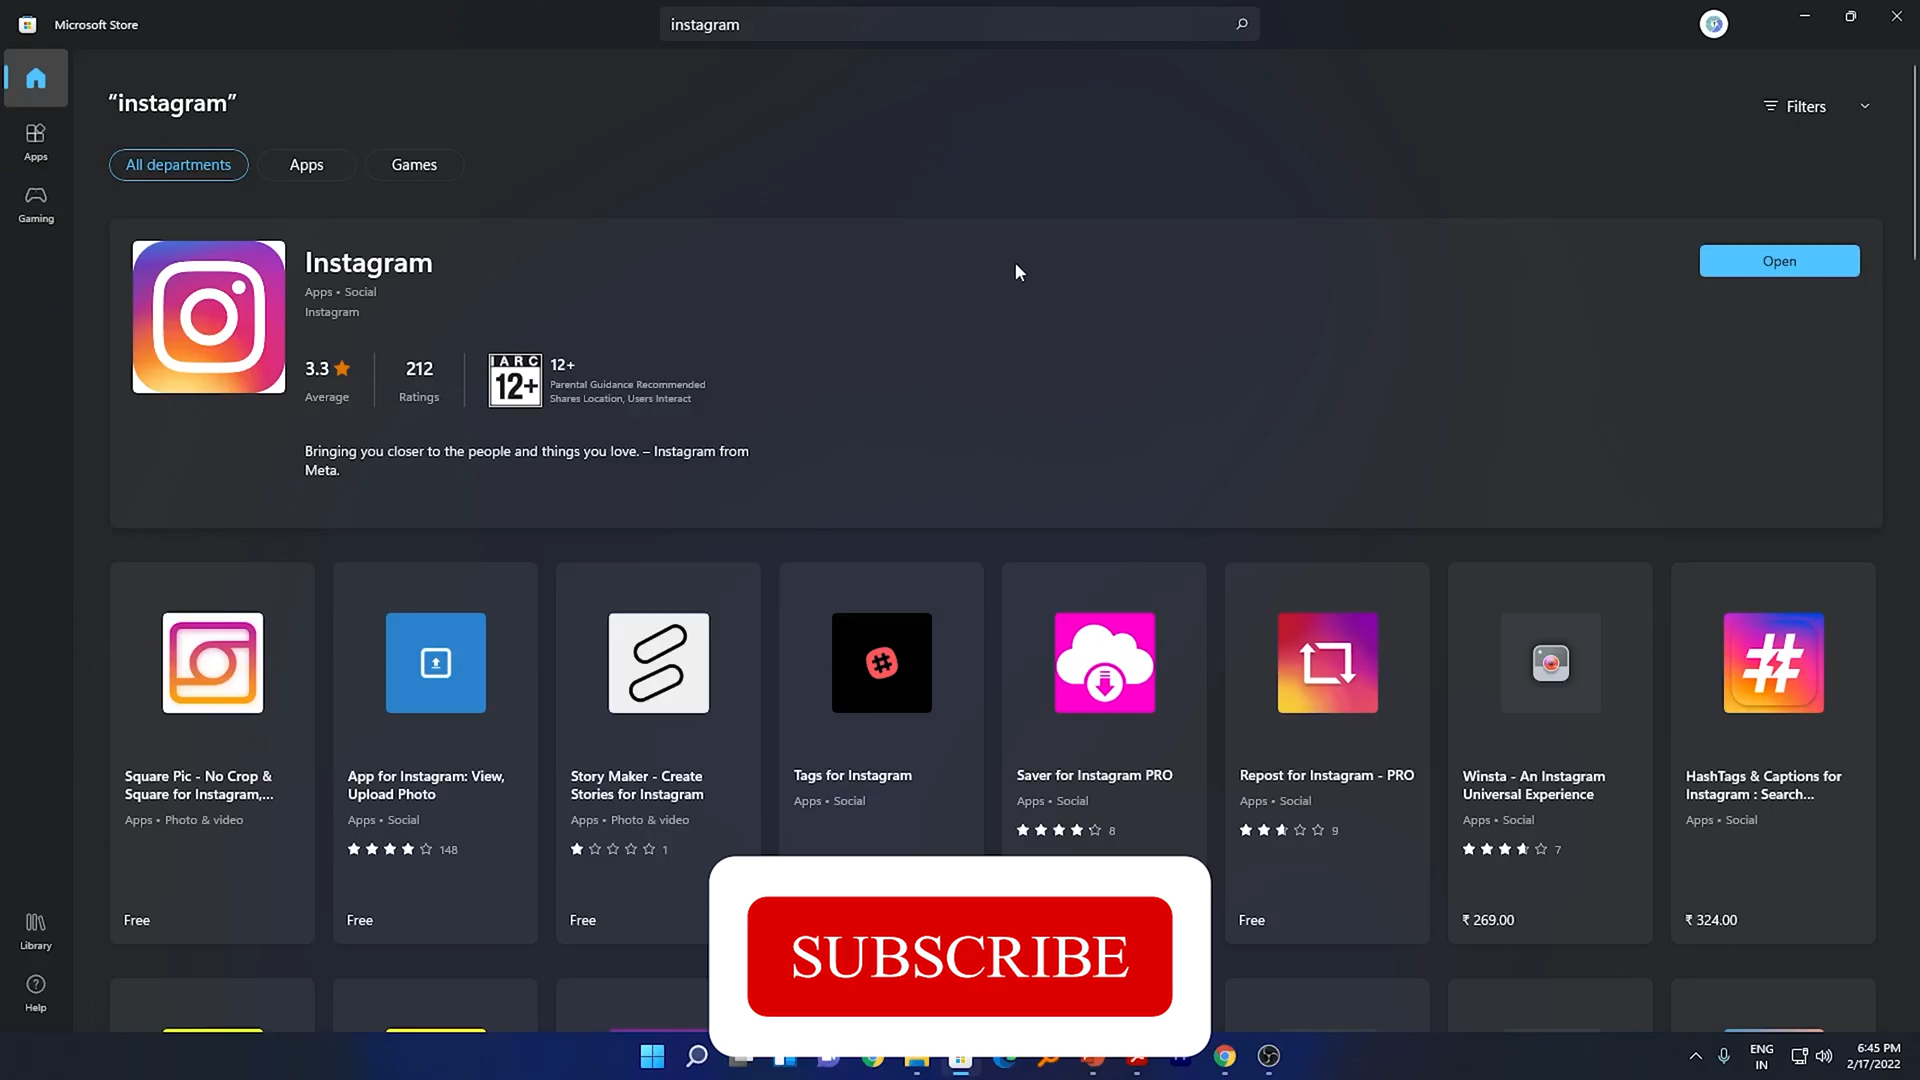 Microsoft Store
instagram
Apps
Gaming
Library
Help
“instagram”
Filters
All departments
Apps
Games
Instagram
Apps • Social
Instagram
Open
3.3
Average
212
Ratings
IARC
12+
12+
Parental Guidance Recommended
Shares Location, Users Interact
Bringing you closer to the people and things you love. – Instagram from
Meta.
Square Pic - No Crop &
Square for Instagram,...
Apps • Photo & video
Free
App for Instagram: View,
Upload Photo
Apps • Social
148
Free
Story Maker - Create
Stories for Instagram
Apps • Photo & video
1
Free
Tags for Instagram
Apps • Social
Saver for Instagram PRO
Apps • Social
8
Repost for Instagram - PRO
Apps • Social
9
Free
Winsta - An Instagram
Universal Experience
Apps • Social
7
₹ 269.00
HashTags & Captions for
Instagram : Search...
Apps • Social
₹ 324.00
SUBSCRIBE
ENG
IN
6:45 PM
2/17/2022